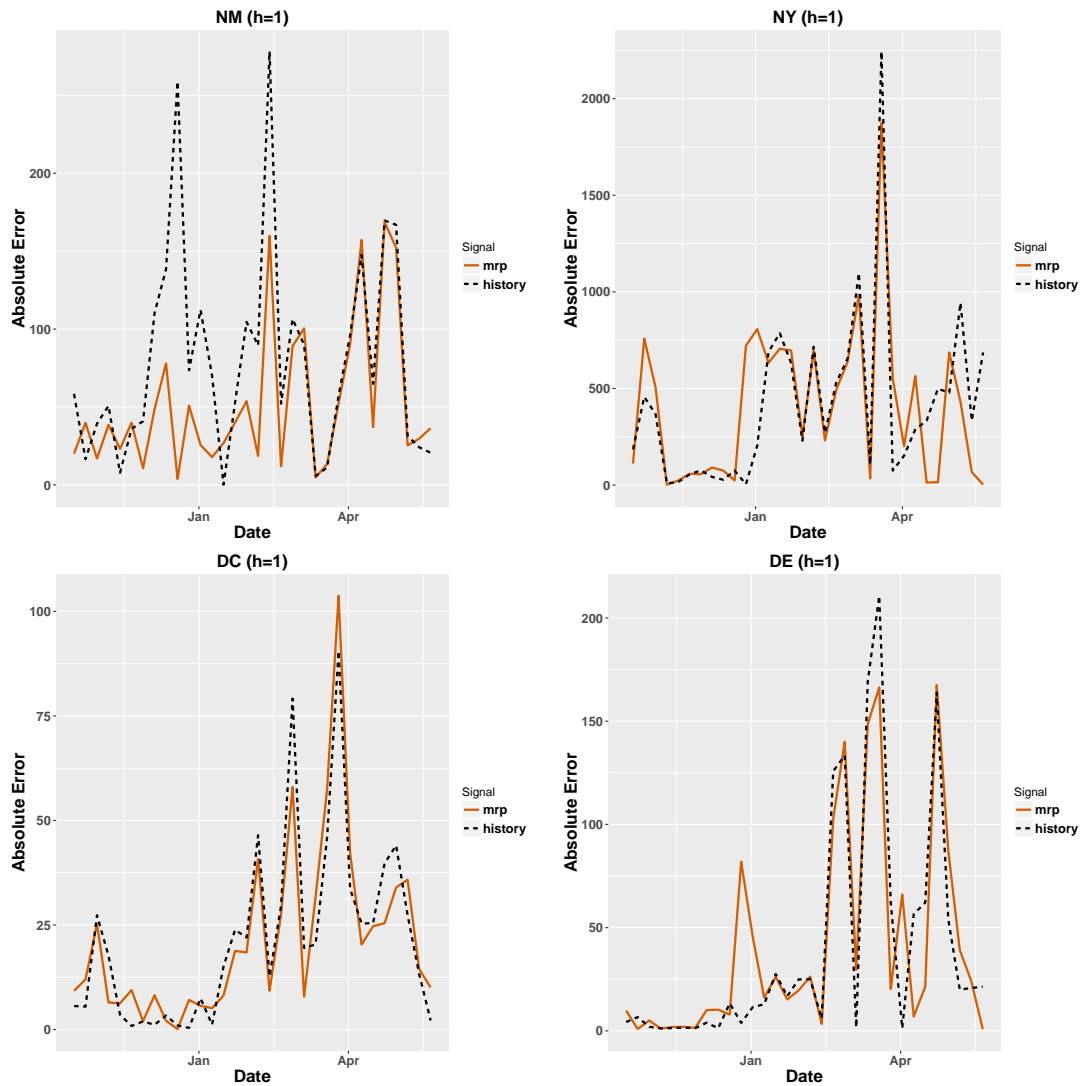 NM (h=1)
Absolute Error
200
100
0
Jan
Apr
Date
Signal
mrp
history
NY (h=1)
Absolute Error
2000
1500
1000
500
0
Jan
Apr
Date
Signal
mrp
history
DC (h=1)
Absolute Error
100
75
50
25
0
Jan
Apr
Date
Signal
mrp
history
DE (h=1)
Absolute Error
200
150
100
50
0
Jan
Apr
Date
Signal
mrp
history